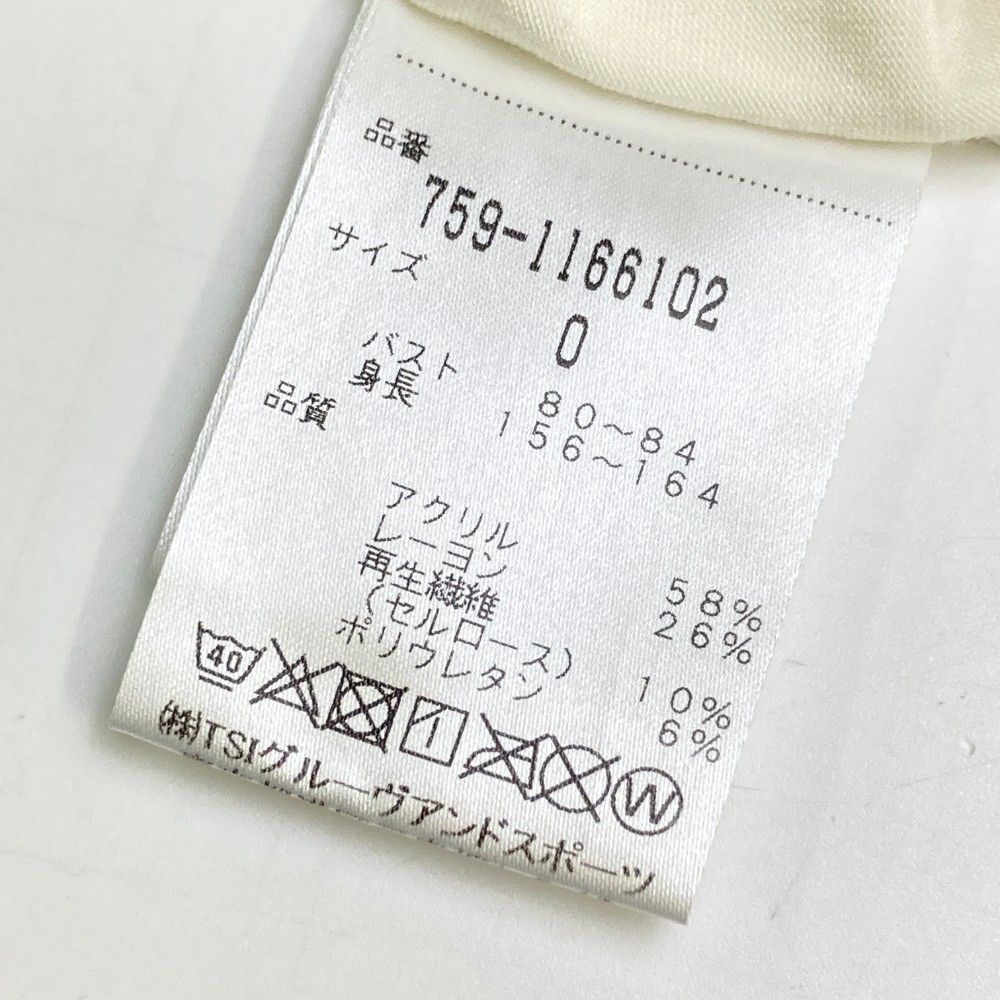 品番
759-1166102
サイズ
0
バスト 80～84
身長 156～164
品質
アクリル 58%
レーヨン 26%
再生繊維
(セルロース) 10%
ポリウレタン 6%
40 1 W
(株)TSIグルーヴアンドスポーツ